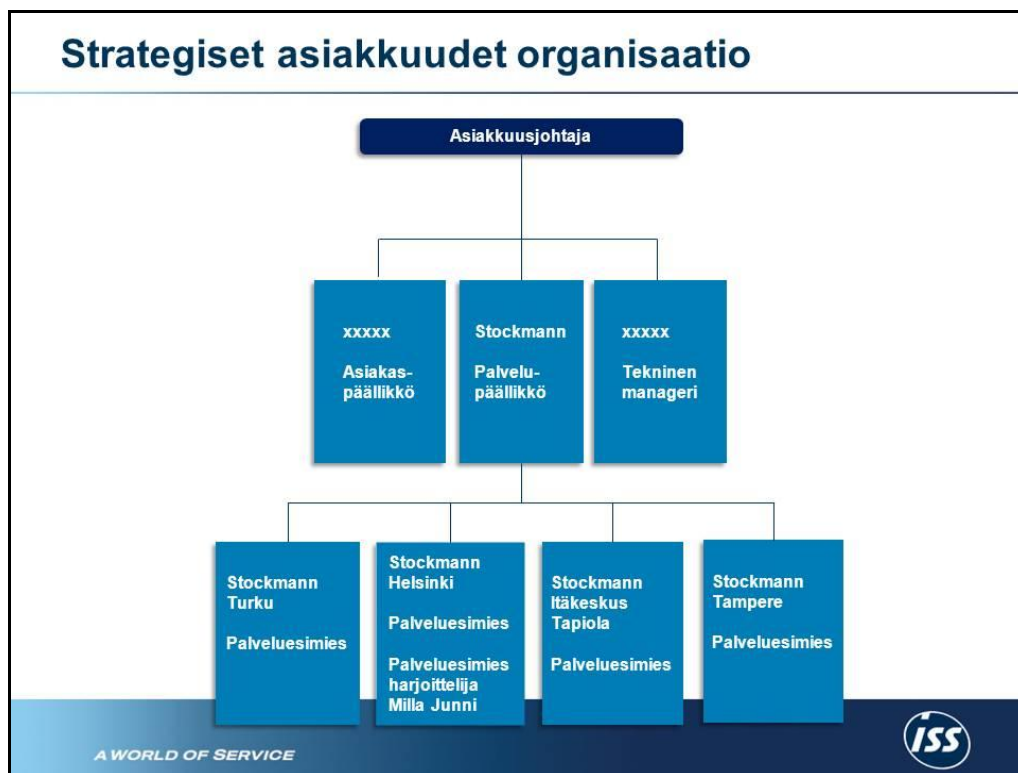 Strategiset asiakkuudet organisaatio
Asiakkuusjohtaja
xxxxx
Asiakas-
päällikkö
Stockmann
Palvelu-
päällikkö
xxxxx
Tekninen
manageri
Stockmann
Turku
Palveluesimies
Stockmann
Helsinki
Palveluesimies
Palveluesimies
harjoittelija
Milla Junni
Stockmann
Itäkeskus
Tapiola
Palveluesimies
Stockmann
Tampere
Palveluesimies
A WORLD OF SERVICE
ISS